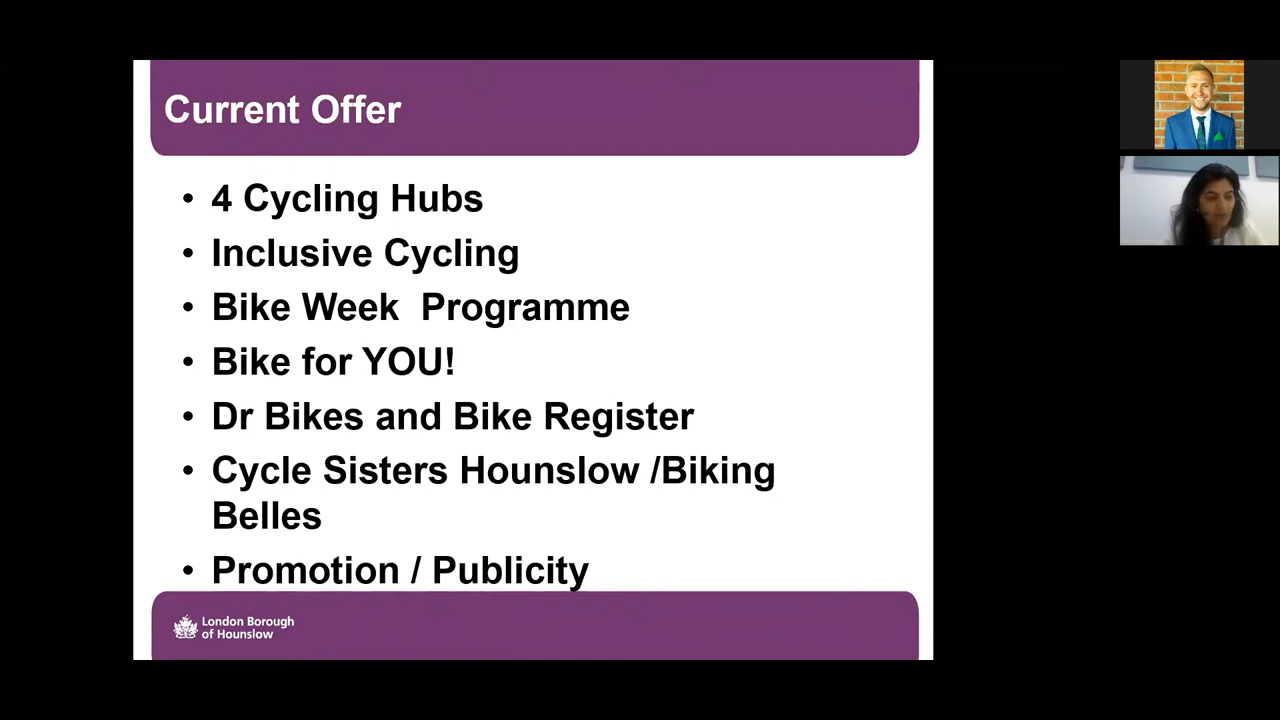 Current Offer
• 4 Cycling Hubs
• Inclusive Cycling
• Bike Week  Programme
• Bike for YOU!
• Dr Bikes and Bike Register
• Cycle Sisters Hounslow /Biking
Belles
• Promotion / Publicity
London Borough
of Hounslow